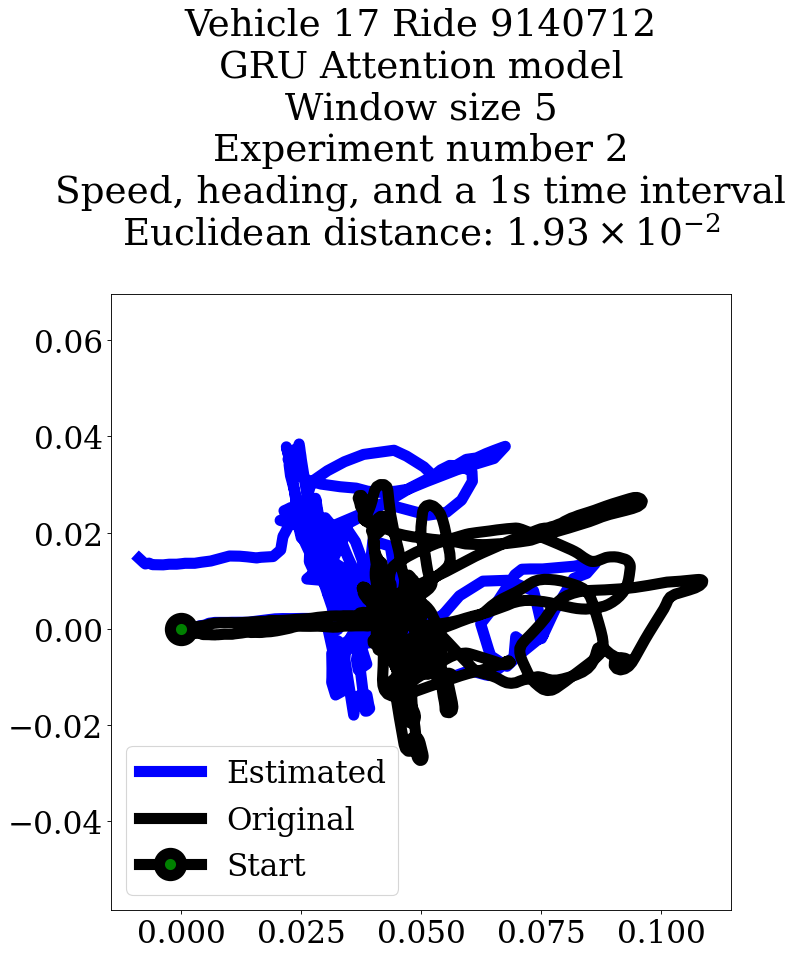 Vehicle 17 Ride 9140712
GRU Attention model
Window size 5
Experiment number 2
Speed, heading, and a 1s time interval
Euclidean distance: 1.93 × 10⁻²
0.06
0.04
0.02
0.00
−0.02
−0.04
Estimated
Original
Start
0.000 0.025 0.050 0.075 0.100